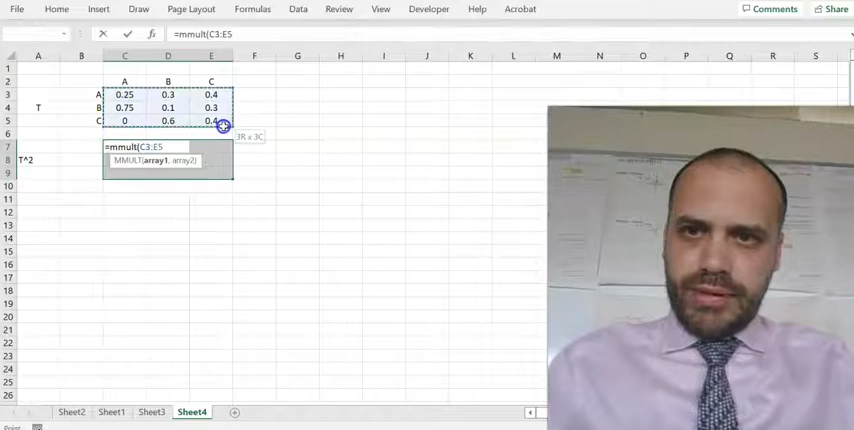 File Home Insert Draw Page Layout Formulas Data Review View Developer Help Acrobat Comments Share
fx =mmult(C3:E5
A B C D E F G H I J K L M N O P Q R S
1
2 A B C
3 A 0.25 0.3 0.4
4 T B 0.75 0.1 0.3
5 C 0 0.6 0.4
6 3R x 3C
7 =mmult(C3:E5
8 T^2 MMULT(array1, array2)
9
10
11
12
13
14
15
16
17
18
19
20
21
22
23
24
25
26
Sheet2 Sheet1 Sheet3 Sheet4
Point